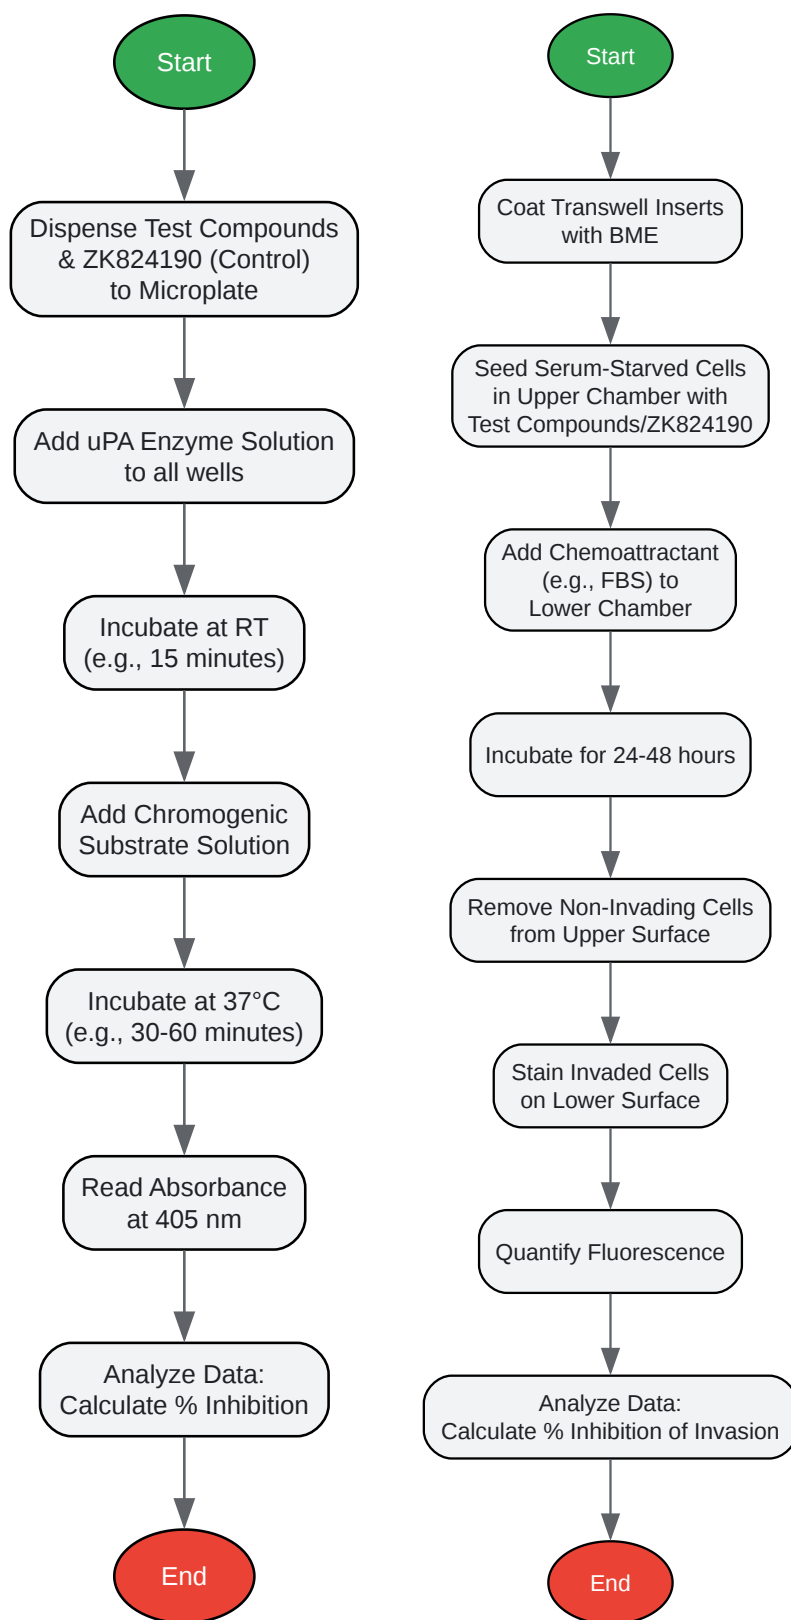 Start
Dispense Test Compounds
& ZK824190 (Control)
to Microplate
Add uPA Enzyme Solution
to all wells
Incubate at RT
(e.g., 15 minutes)
Add Chromogenic
Substrate Solution
Incubate at 37°C
(e.g., 30-60 minutes)
Read Absorbance
at 405 nm
Analyze Data:
Calculate % Inhibition
End
Start
Coat Transwell Inserts
with BME
Seed Serum-Starved Cells
in Upper Chamber with
Test Compounds/ZK824190
Add Chemoattractant
(e.g., FBS) to
Lower Chamber
Incubate for 24-48 hours
Remove Non-Invading Cells
from Upper Surface
Stain Invaded Cells
on Lower Surface
Quantify Fluorescence
Analyze Data:
Calculate % Inhibition of Invasion
End